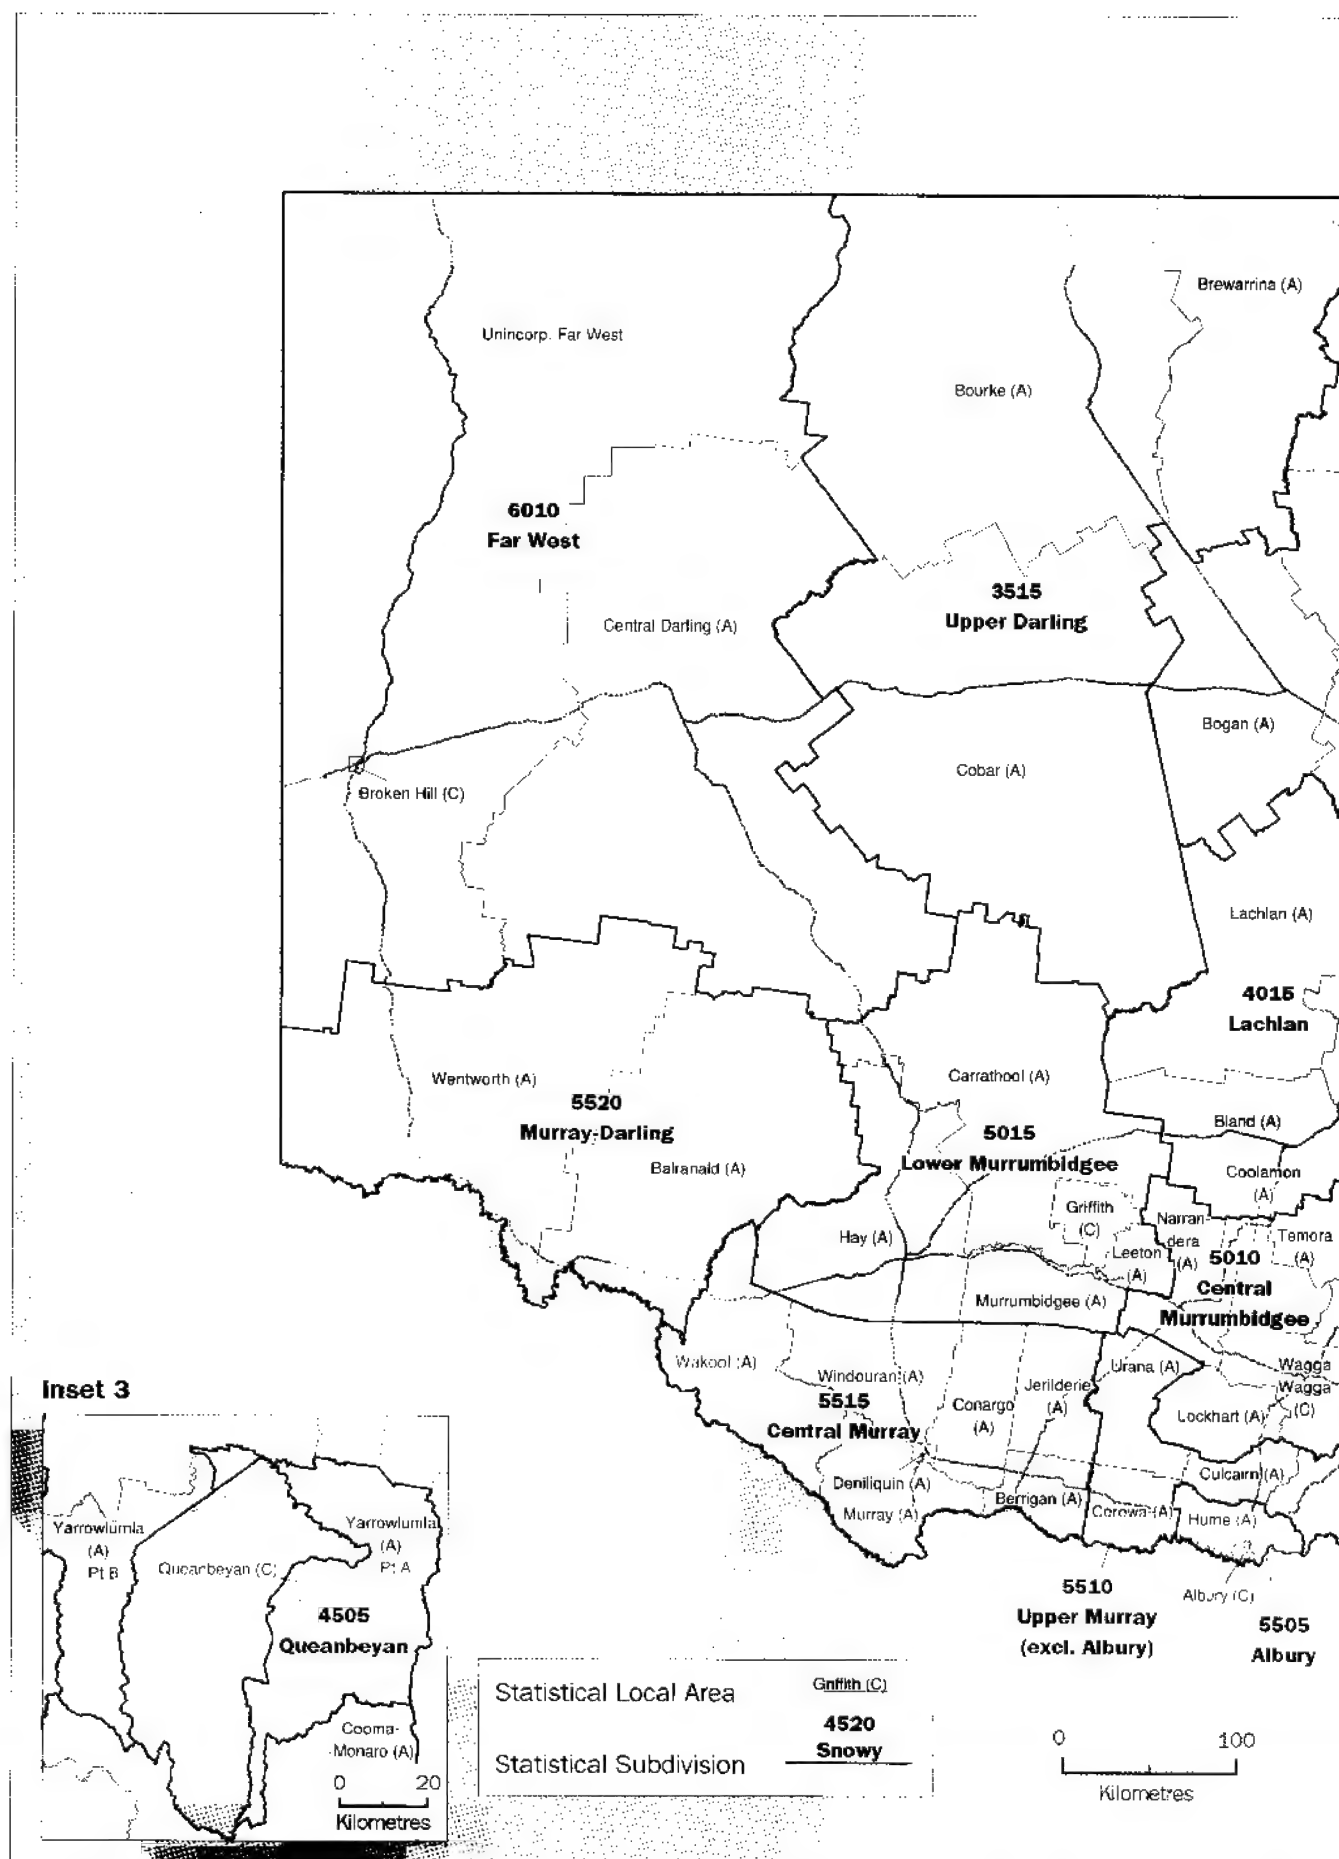 Brewarrina (A)
Unincorp. Far West
Bourke (A)
6010
Far West
3515
Upper Darling
Central Darling (A)
Bogan (A)
Cobar (A)
Broken Hill (C)
Lachlan (A)
4015
Lachlan
Wentworth (A)
Carrathool (A)
5520
Murray-Darling
Bland (A)
5015
Lower Murrumbidgee
Balranald (A)
Coolamon
(A)
Griffith
(C)
Narran-
dera
(A)
Hay (A)
Leeton
(A)
Temora
(A)
5010
Central
Murrumbidgee
Murrumbidgee (A)
Wakool (A)
Windouran (A)
Urana (A)
Wagga
Wagga
(C)
Jerilderie
(A)
Inset 3
5515
Central Murray
Conargo
(A)
Lockhart (A)
Culcairn (A)
Deniliquin (A)
Berrigan (A)
Murray (A)
Corowa (A)
Hume (A)
Yarrowlumla
(A)
Pt B
Yarrowlumla
(A)
Pt A
Queanbeyan (C)
4505
Queanbeyan
5510
Upper Murray
(excl. Albury)
Albury (C)
5505
Albury
Statistical Local Area
Griffith (C)
4520
Snowy
Statistical Subdivision
Cooma-
Monaro (A)
0 20
Kilometres
0 100
Kilometres